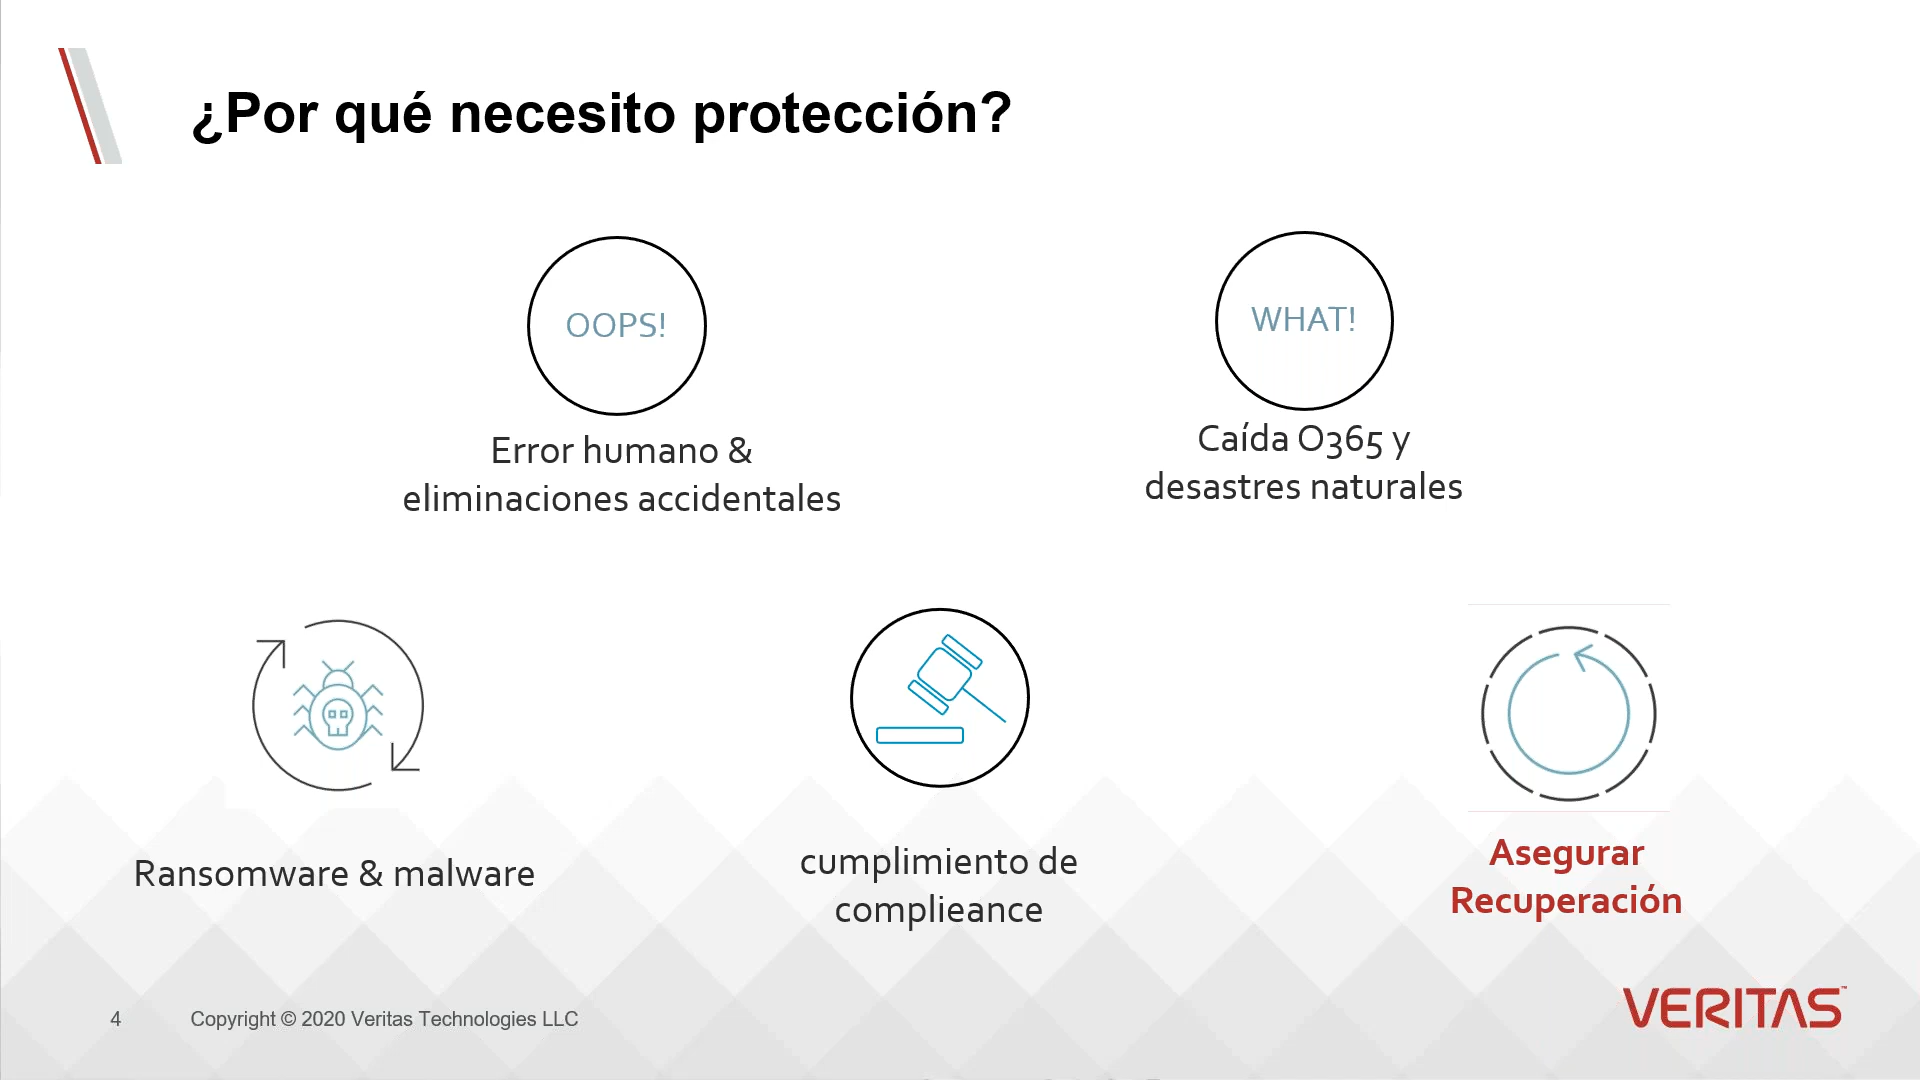 ¿Por qué necesito protección?
OOPS!
WHAT!
Error humano &
eliminaciones accidentales
Caída O365 y
desastres naturales
Ransomware & malware
cumplimiento de
complieance
Asegurar
Recuperación
4
Copyright © 2020 Veritas Technologies LLC
VERITAS™